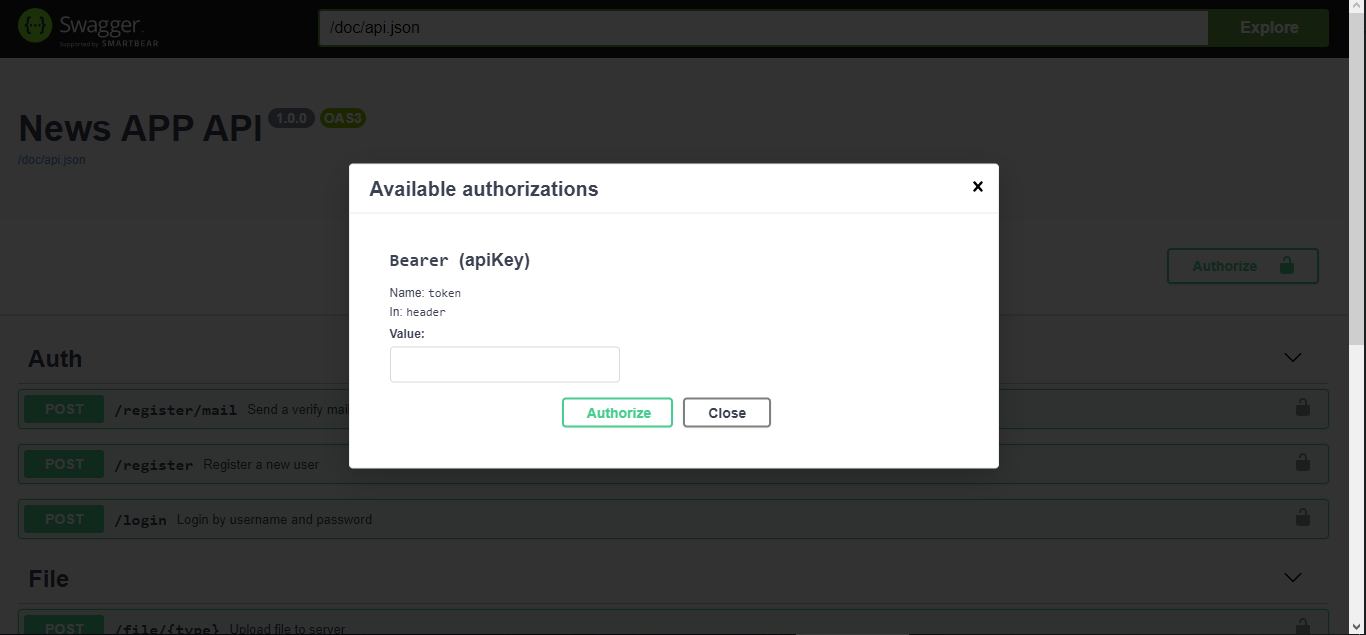 {···} Swagger.
Supported by SMARTBEAR
/doc/api.json
Explore
News APP API 1.0.0 OAS3
/doc/api.json
Available authorizations
Bearer (apiKey)
Name: token
In: header
Value:
Authorize Close
Authorize
Auth
POST /register/mail Send a verify mail
POST /register Register a new user
POST /login Login by username and password
File
POST /file/{type} Upload file to server